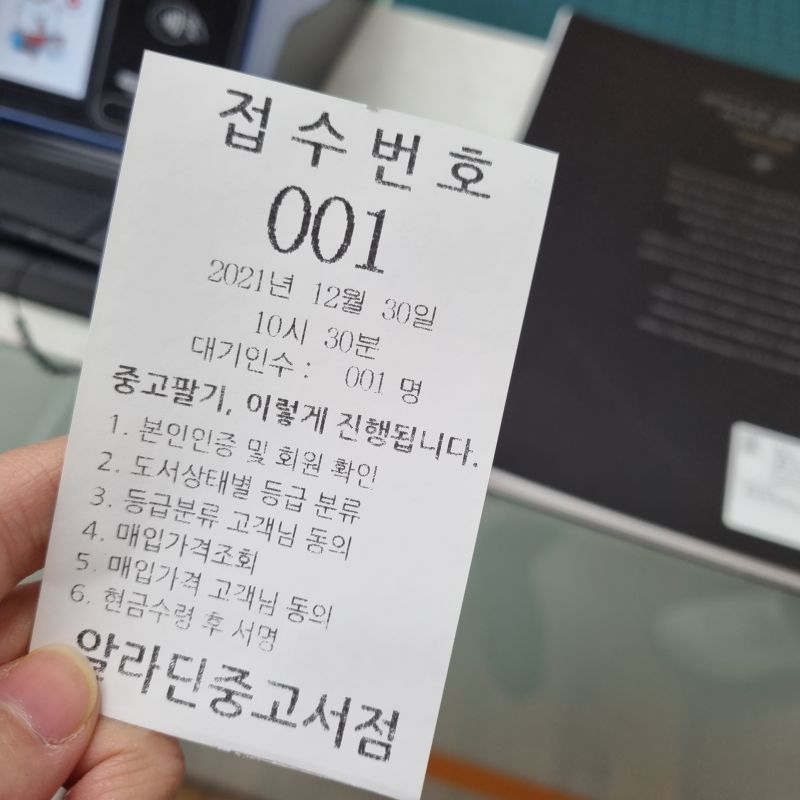 접수번호
001
2021년 12월 30일
10시 30분
대기인수 : 001 명
중고팔기, 이렇게 진행됩니다.
1. 본인인증 및 회원 확인
2. 도서상태별 등급 분류
3. 등급분류 고객님 동의
4. 매입가격조회
5. 매입가격 고객님 동의
6. 현금수령 후 서명
알라딘중고서점